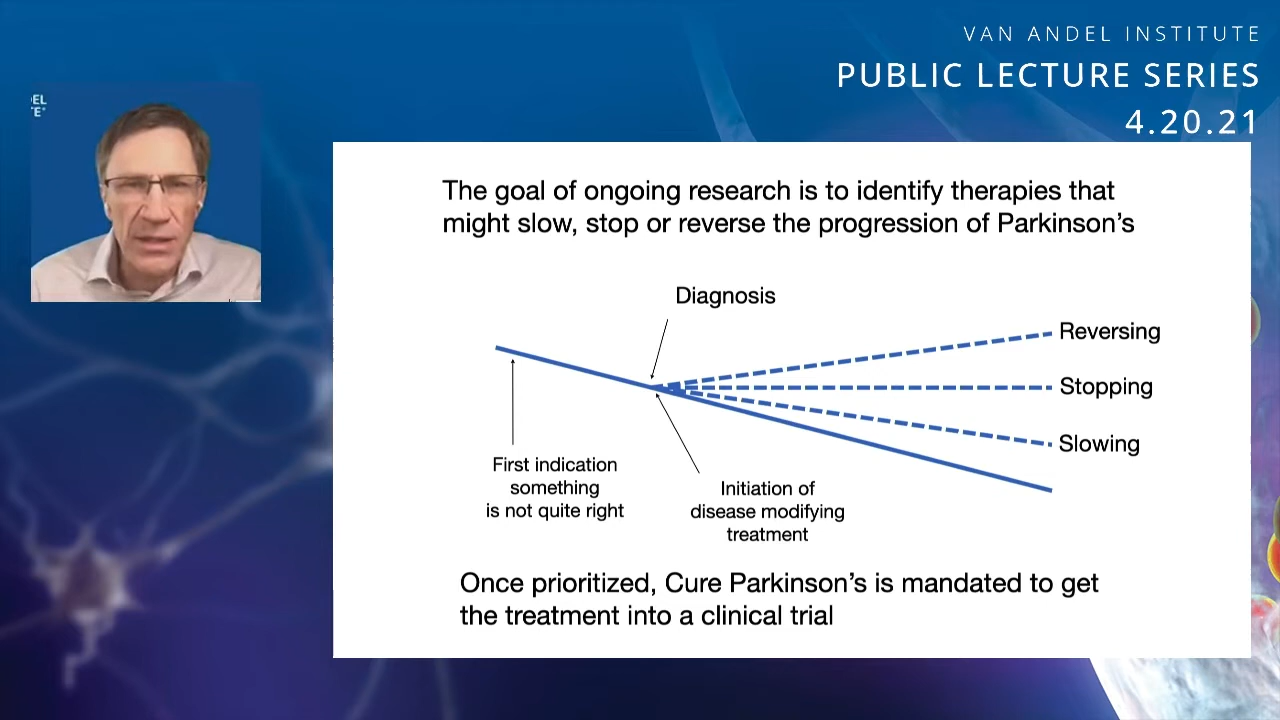 VAN ANDEL INSTITUTE
PUBLIC LECTURE SERIES
4.20.21
The goal of ongoing research is to identify therapies that
might slow, stop or reverse the progression of Parkinson's
Diagnosis
Reversing
Stopping
Slowing
First indication
something
is not quite right
Initiation of
disease modifying
treatment
Once prioritized, Cure Parkinson's is mandated to get
the treatment into a clinical trial